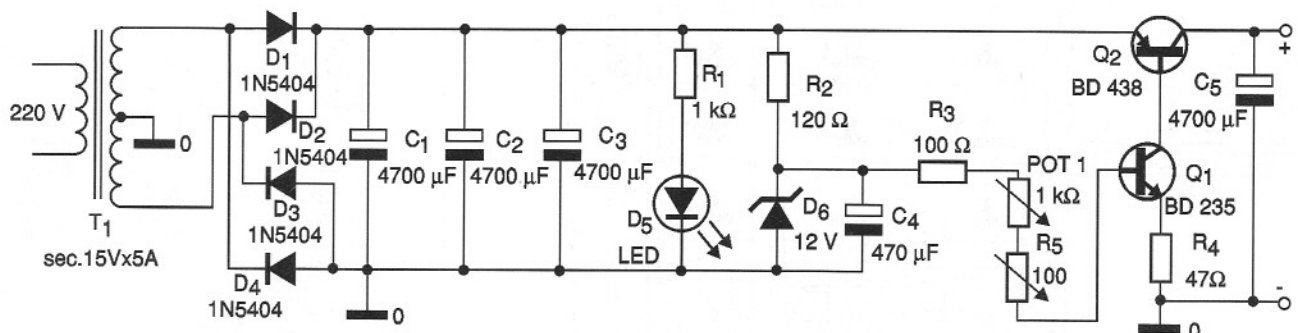 220 V
T1
sec.15Vx5A
0
D1
1N5404
D2
1N5404
D3
1N5404
D4
1N5404
C1
4700 µF
C2
4700 µF
C3
4700 µF
0
R1
1 kΩ
D5
LED
R2
120 Ω
D6
12 V
C4
470 µF
R3
100 Ω
POT 1
1 kΩ
R5
100
Q2
BD 438
Q1
BD 235
R4
47Ω
C5
4700 µF
+
-
0